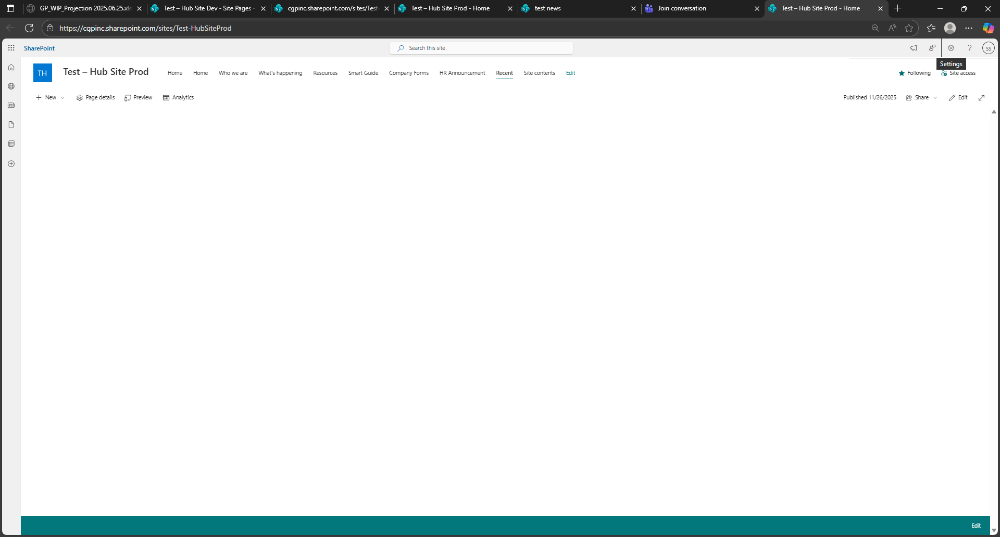 GP_WIP_Projection 2025.06.25.xls
Test – Hub Site Dev - Site Pages -
cgpinc.sharepoint.com/sites/Test-
Test – Hub Site Prod - Home
test news
Join conversation
Test – Hub Site Prod - Home
https://cgpinc.sharepoint.com/sites/Test-HubSiteProd
SharePoint
Search this site
SS
Settings
TH
Test – Hub Site Prod
Home
Home
Who we are
What's happening
Resources
Smart Guide
Company Forms
HR Announcement
Recent
Site contents
Edit
Following
Site access
New
Page details
Preview
Analytics
Published 11/26/2025
Share
Edit
Edit